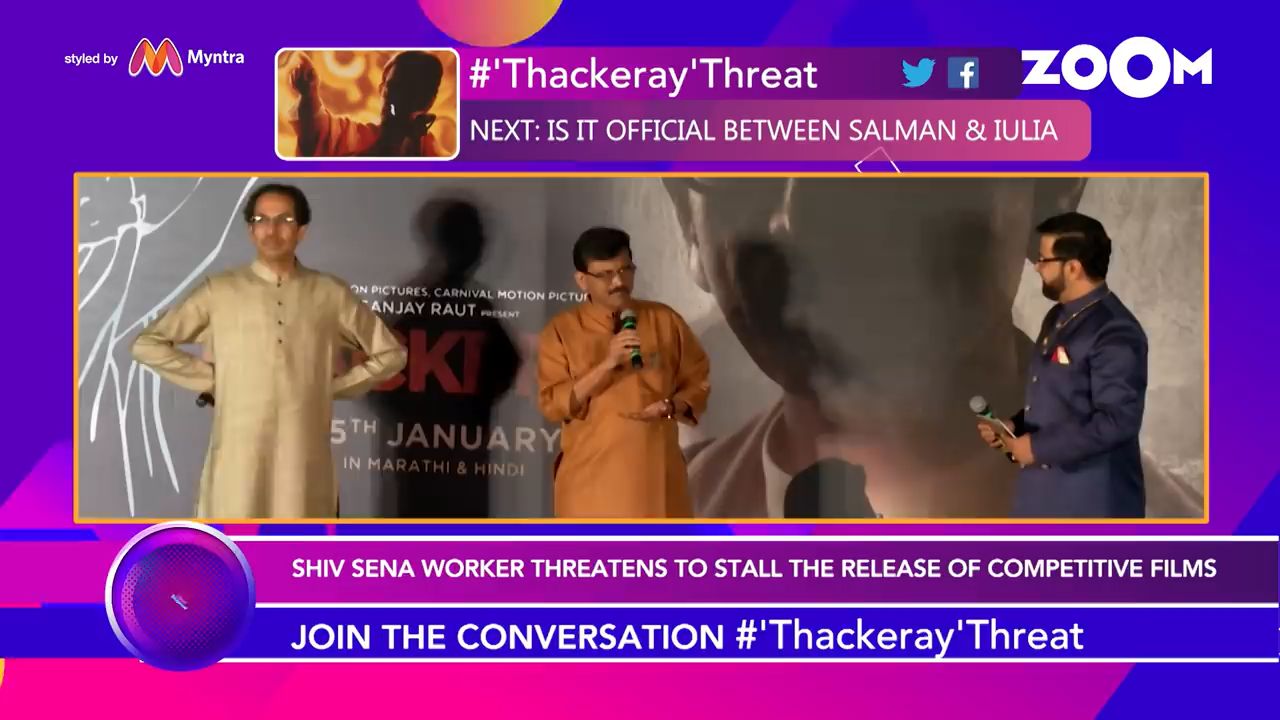 styled by Myntra
#'Thackeray'Threat
ZOOM
NEXT: IS IT OFFICIAL BETWEEN SALMAN & IULIA
ON PICTURES, CARNIVAL MOTION PICTU
SANJAY RAUT PRESENT
5TH JANUARY
IN MARATHI & HINDI
SHIV SENA WORKER THREATENS TO STALL THE RELEASE OF COMPETITIVE FILMS
JOIN THE CONVERSATION #'Thackeray'Threat